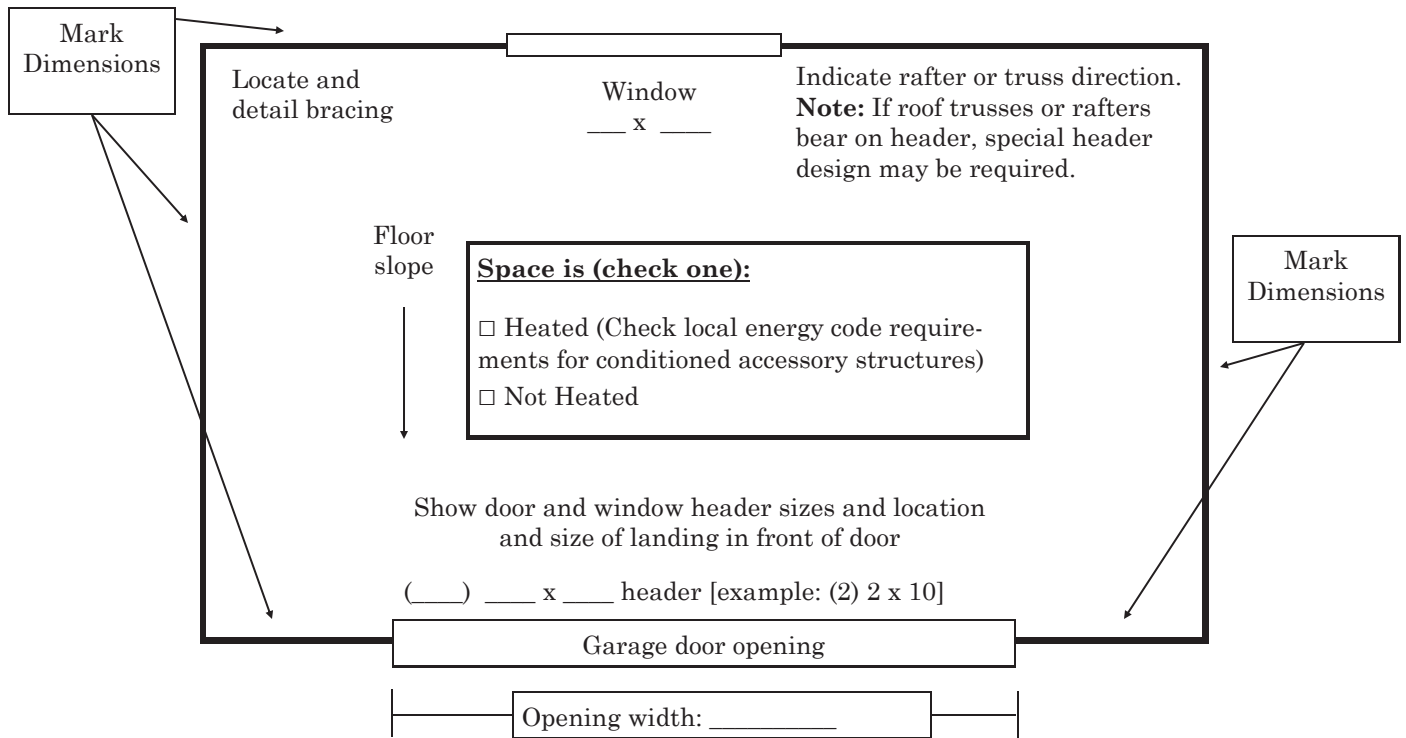 Mark
Dimensions
Locate and
detail bracing
Window
___ x ____
Indicate rafter or truss direction.
Note: If roof trusses or rafters
bear on header, special header
design may be required.
Floor
slope
Space is (check one):
☐ Heated (Check local energy code require-
ments for conditioned accessory structures)
☐ Not Heated
Mark
Dimensions
Show door and window header sizes and location
and size of landing in front of door
(____) ____ x ____ header [example: (2) 2 x 10]
Garage door opening
Opening width: __________